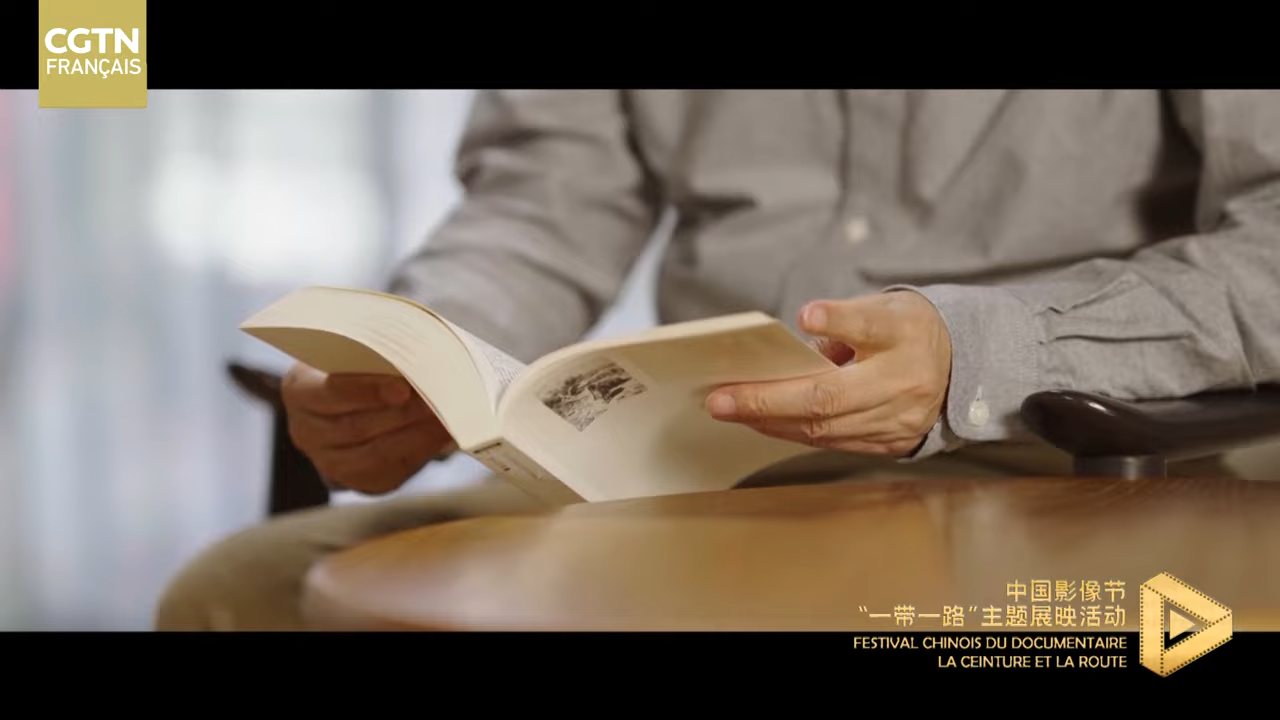 CGTN
FRANÇAIS
中国影像节
“一带一路”主题展映活动
FESTIVAL CHINOIS DU DOCUMENTAIRE
LA CEINTURE ET LA ROUTE